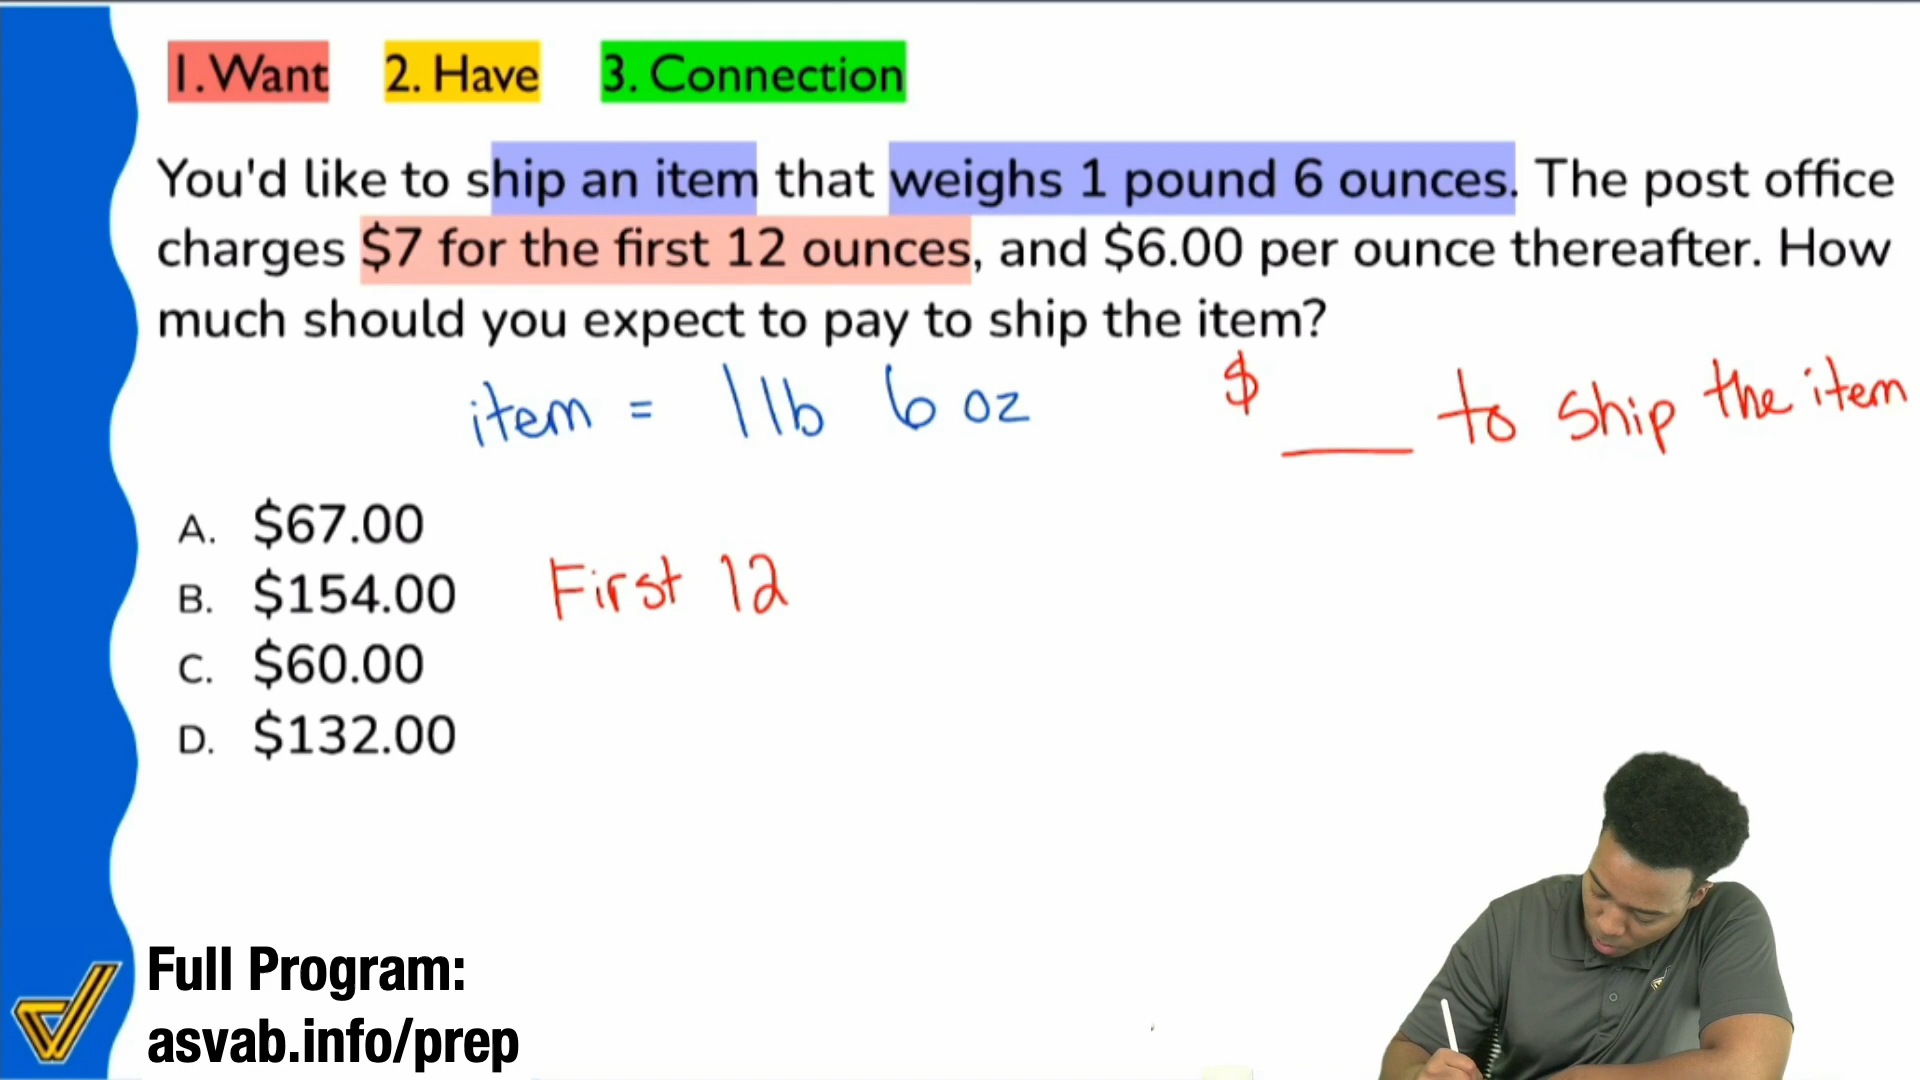 1. Want 2. Have 3. Connection
You'd like to ship an item that weighs 1 pound 6 ounces. The post office
charges $7 for the first 12 ounces, and $6.00 per ounce thereafter. How
much should you expect to pay to ship the item?
item = 1 lb 6 oz $ ____ to ship the item
A. $67.00
B. $154.00
First 12
C. $60.00
D. $132.00
Full Program:
asvab.info/prep